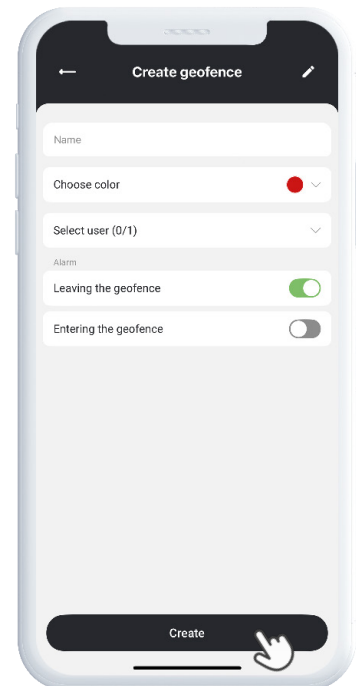 Create geofence
Name
Choose color
Select user (0/1)
Alarm
Leaving the geofence
Entering the geofence
Create